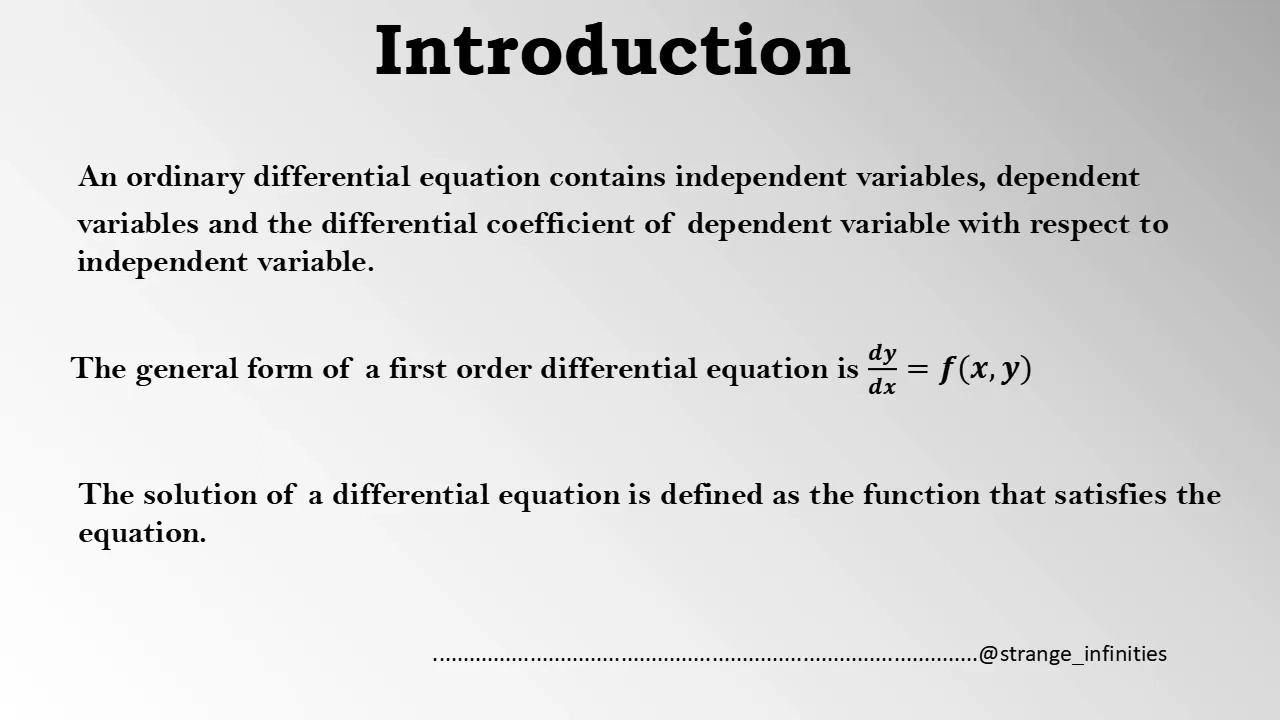 Introduction
An ordinary differential equation contains independent variables, dependent
variables and the differential coefficient of dependent variable with respect to
independent variable.
The general form of a first order differential equation is dy/dx = f(x, y)
The solution of a differential equation is defined as the function that satisfies the
equation.
..........................................................................................@strange_infinities